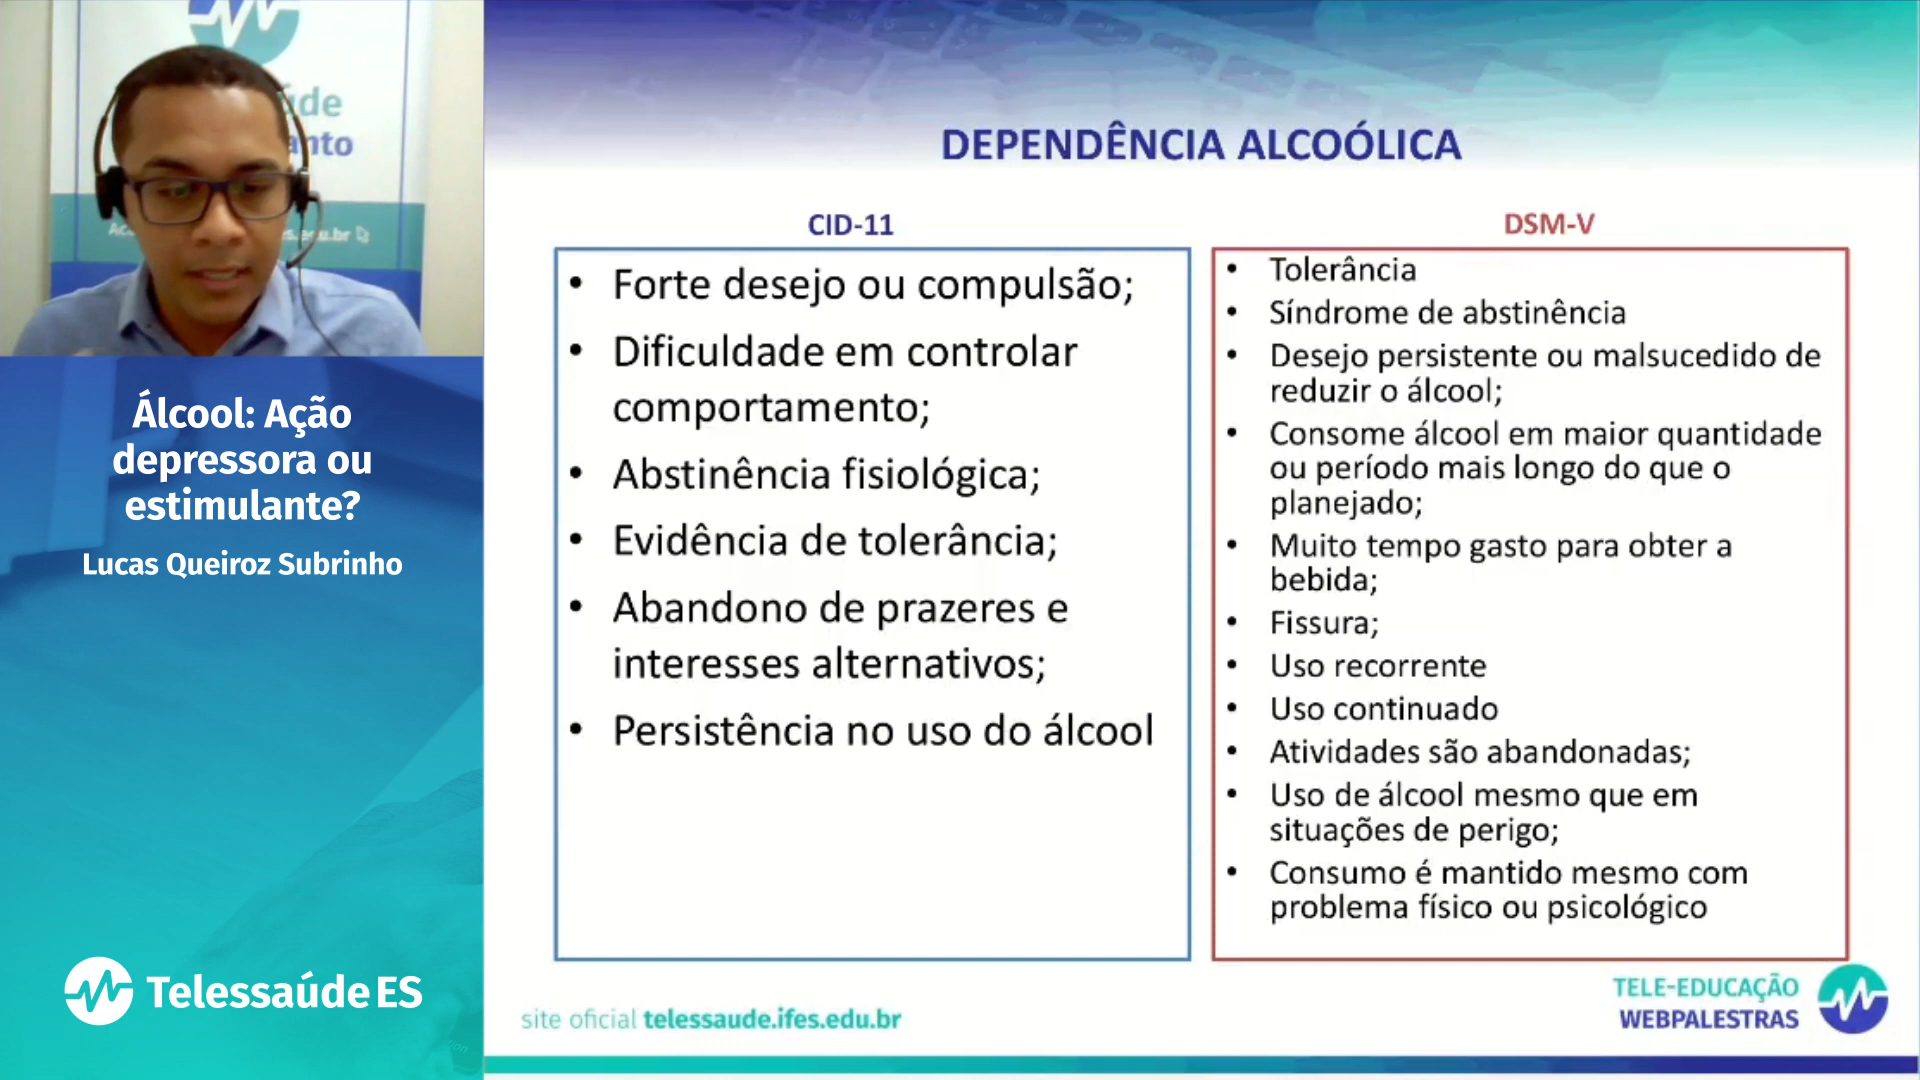 úde
anto
es.edu.br
Álcool: Ação
depressora ou
estimulante?
Lucas Queiroz Subrinho
TelessaúdeES
DEPENDÊNCIA ALCOÓLICA
CID-11
• Forte desejo ou compulsão;
• Dificuldade em controlar
comportamento;
• Abstinência fisiológica;
• Evidência de tolerância;
• Abandono de prazeres e
interesses alternativos;
• Persistência no uso do álcool
DSM-V
• Tolerância
• Síndrome de abstinência
• Desejo persistente ou malsucedido de
reduzir o álcool;
• Consome álcool em maior quantidade
ou período mais longo do que o
planejado;
• Muito tempo gasto para obter a
bebida;
• Fissura;
• Uso recorrente
• Uso continuado
• Atividades são abandonadas;
• Uso de álcool mesmo que em
situações de perigo;
• Consumo é mantido mesmo com
problema físico ou psicológico
site oficial telessaude.ifes.edu.br
TELE-EDUCAÇÃO
WEBPALESTRAS